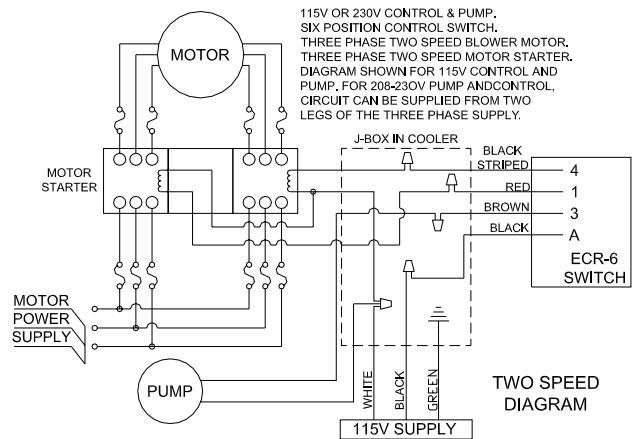 115V OR 230V CONTROL & PUMP.
SIX POSITION CONTROL SWITCH.
THREE PHASE TWO SPEED BLOWER MOTOR.
THREE PHASE TWO SPEED MOTOR STARTER.
DIAGRAM SHOWN FOR 115V CONTROL AND
PUMP. FOR 208-23OV PUMP ANDCONTROL,
CIRCUIT CAN BE SUPPLIED FROM TWO
LEGS OF THE THREE PHASE SUPPLY.
MOTOR
J-BOX IN COOLER
MOTOR
STARTER
BLACK
STRIPED
RED
BROWN
BLACK
4
1
3
A
ECR-6
SWITCH
MOTOR
POWER
SUPPLY
PUMP
WHITE
BLACK
GREEN
115V SUPPLY
TWO SPEED
DIAGRAM